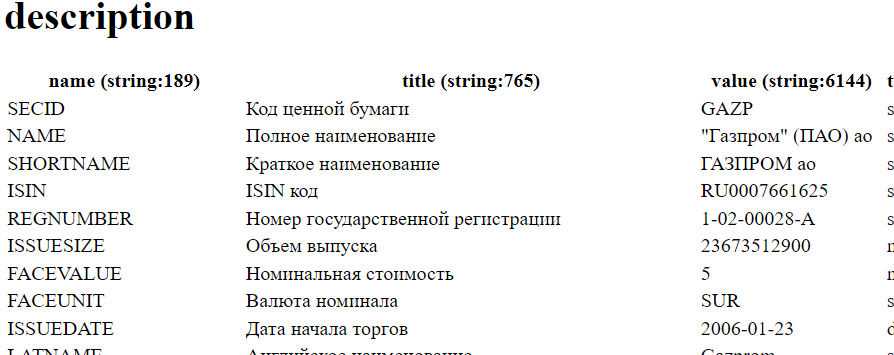 description
name (string:189) title (string:765) value (string:6144) t
SECID Код ценной бумаги GAZP s
NAME Полное наименование "Газпром" (ПАО) ао s
SHORTNAME Краткое наименование ГАЗПРОМ ао s
ISIN ISIN код RU0007661625 s
REGNUMBER Номер государственной регистрации 1-02-00028-A s
ISSUESIZE Объем выпуска 23673512900 n
FACEVALUE Номинальная стоимость 5 n
FACEUNIT Валюта номинала SUR s
ISSUEDATE Дата начала торгов 2006-01-23 d
LATNAME Английское наименование Gazprom